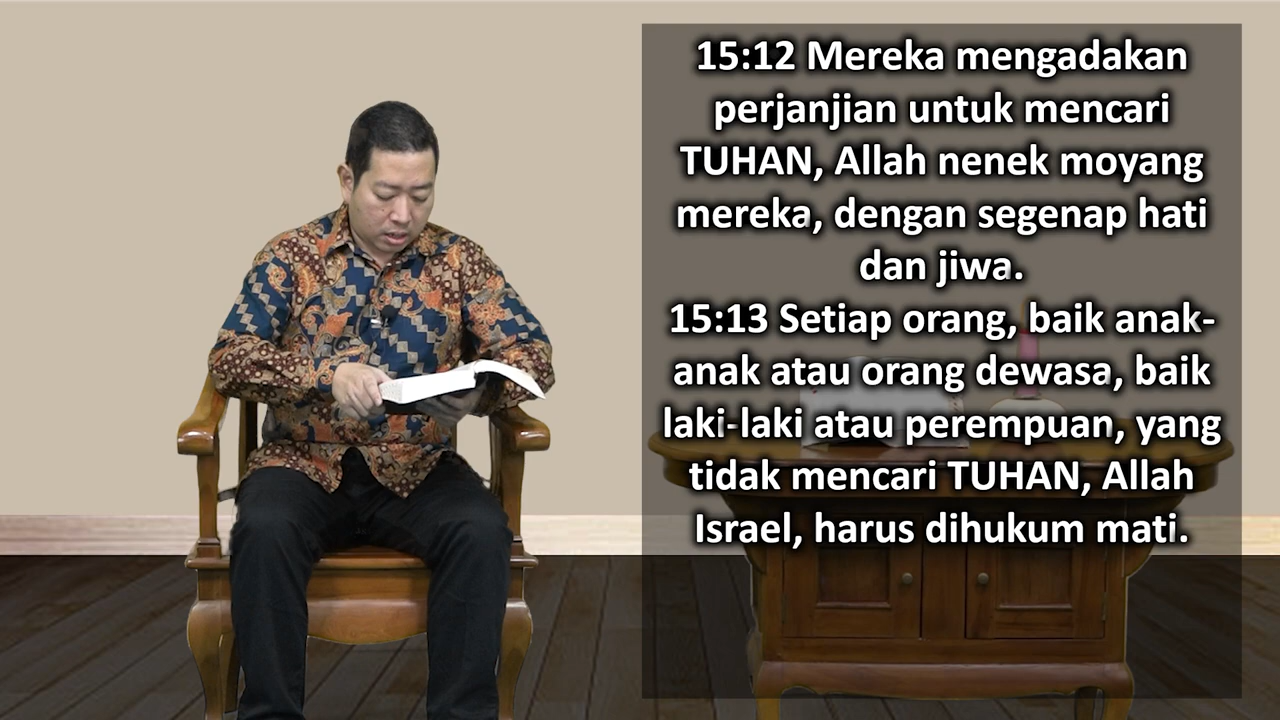 15:12 Mereka mengadakan
perjanjian untuk mencari
TUHAN, Allah nenek moyang
mereka, dengan segenap hati
dan jiwa.
15:13 Setiap orang, baik anak-
anak atau orang dewasa, baik
laki-laki atau perempuan, yang
tidak mencari TUHAN, Allah
Israel, harus dihukum mati.